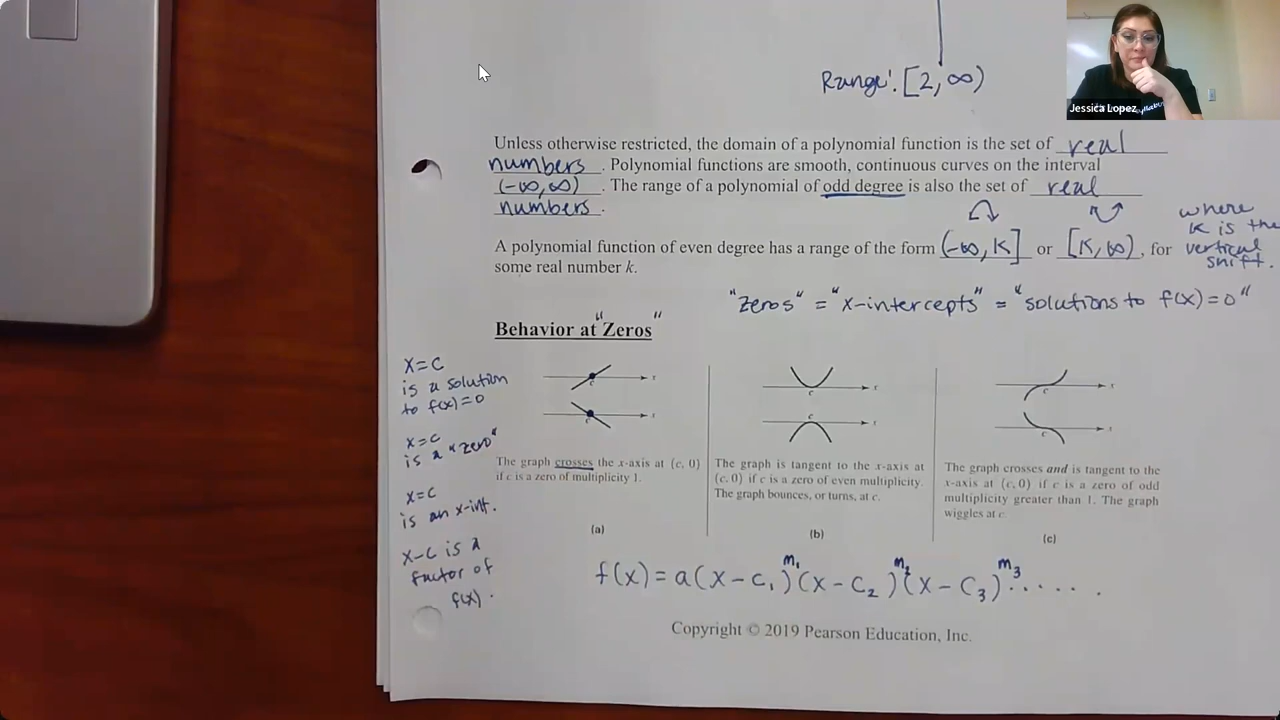 Range: [2, ∞)
Jessica Lopez
Unless otherwise restricted, the domain of a polynomial function is the set of real
numbers. Polynomial functions are smooth, continuous curves on the interval
(-∞, ∞). The range of a polynomial of odd degree is also the set of real
numbers.
A polynomial function of even degree has a range of the form (-∞, K] or [K, ∞), for
some real number k.
where
K is the
vertical
shift.
"Zeros" = "X-intercepts" = "solutions to f(x)=0"
Behavior at "Zeros"
X=C
is a solution
to f(x)=0
X=C
is a "zero"
X=C
is an x-int.
X-C is a
factor of
f(x).
c x
c x
The graph crosses the x-axis at (c, 0)
if c is a zero of multiplicity 1.
(a)
c x
c x
The graph is tangent to the x-axis at
(c, 0) if c is a zero of even multiplicity.
The graph bounces, or turns, at c.
(b)
c x
c x
The graph crosses and is tangent to the
x-axis at (c, 0) if c is a zero of odd
multiplicity greater than 1. The graph
wiggles at c.
(c)
f(x) = a(x-c₁)^m₁ (x-c₂)^m₂ (x-c₃)^m₃ ......
Copyright © 2019 Pearson Education, Inc.